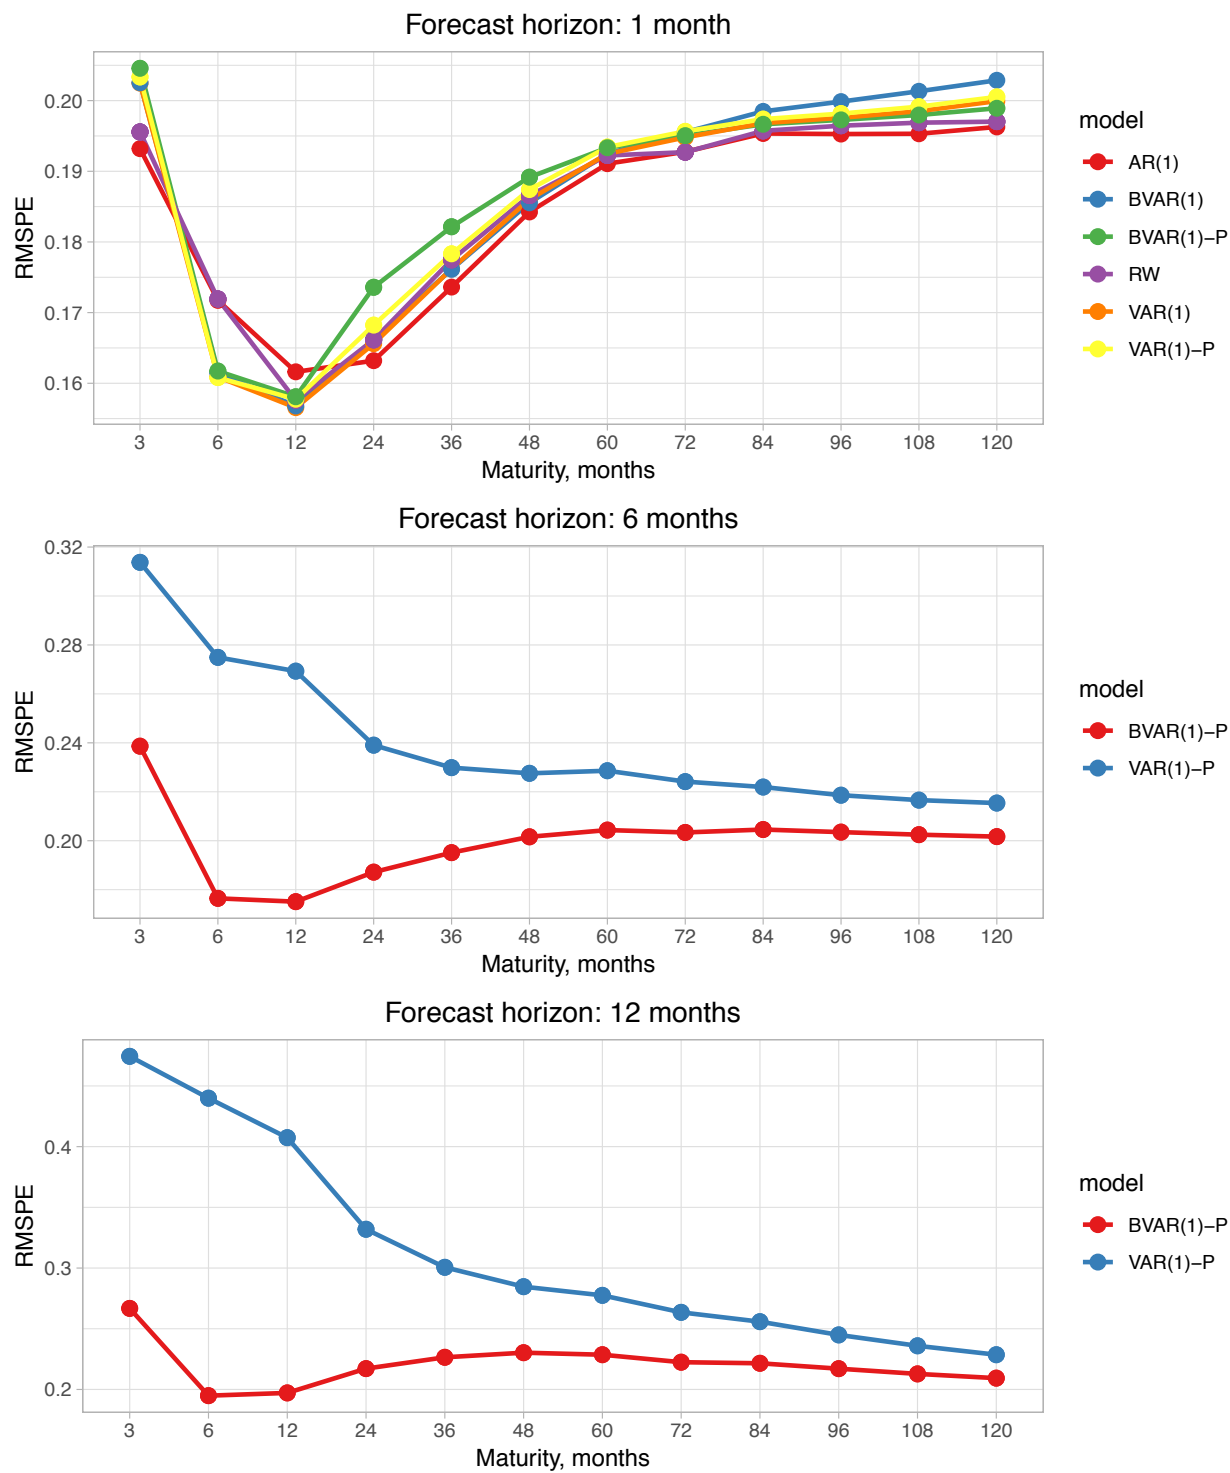 Forecast horizon: 1 month
RMSPE
0.20
0.19
0.18
0.17
0.16
3 6 12 24 36 48 60 72 84 96 108 120
Maturity, months
model
AR(1)
BVAR(1)
BVAR(1)−P
RW
VAR(1)
VAR(1)−P
Forecast horizon: 6 months
RMSPE
0.32
0.28
0.24
0.20
3 6 12 24 36 48 60 72 84 96 108 120
Maturity, months
model
BVAR(1)−P
VAR(1)−P
Forecast horizon: 12 months
RMSPE
0.4
0.3
0.2
3 6 12 24 36 48 60 72 84 96 108 120
Maturity, months
model
BVAR(1)−P
VAR(1)−P